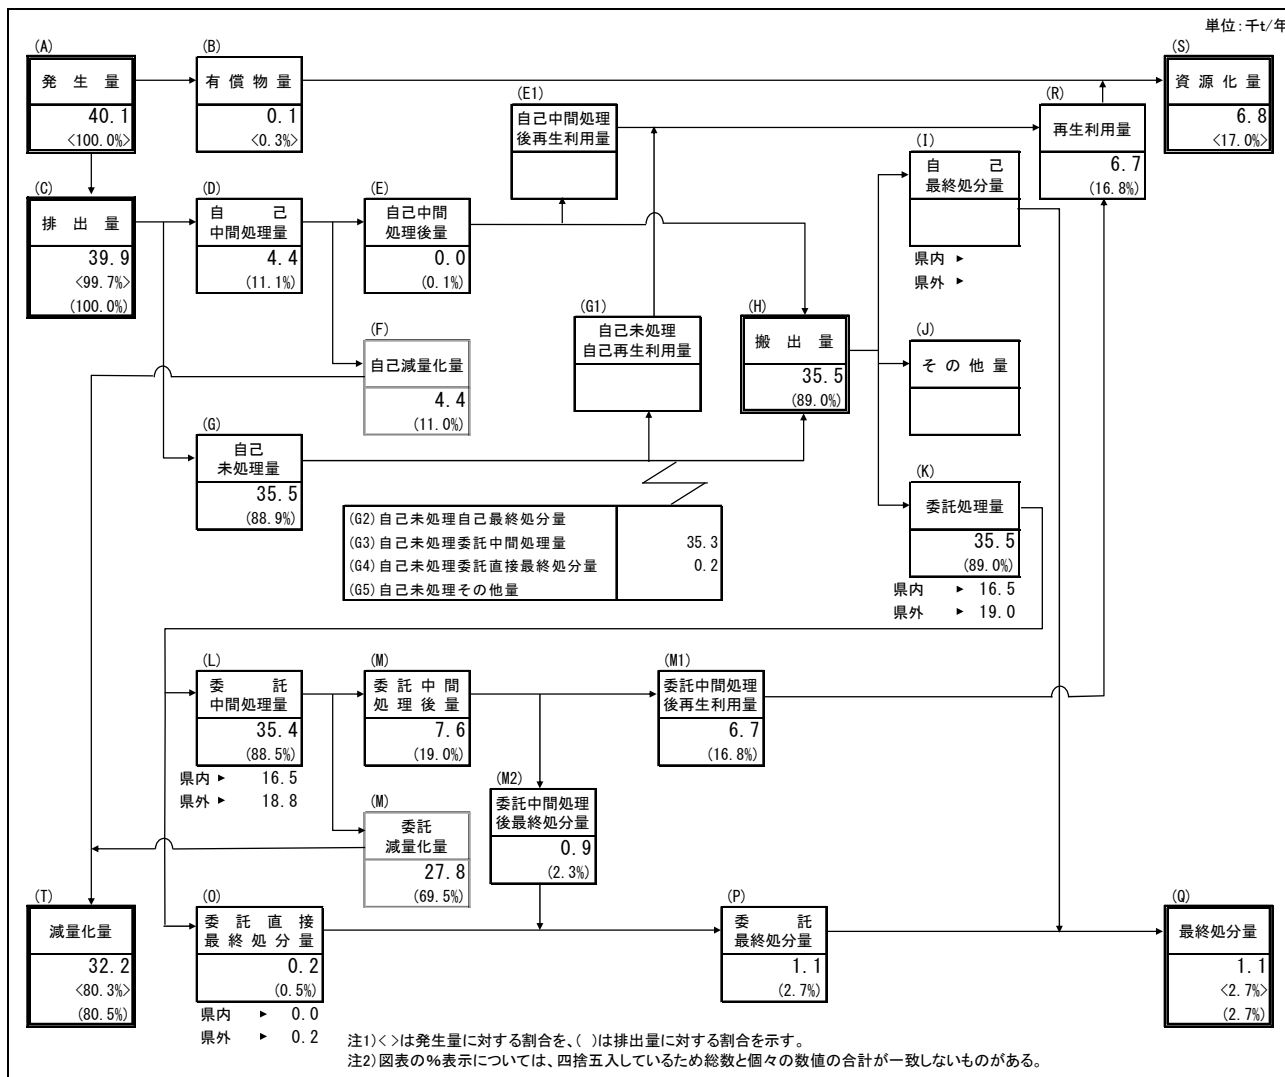 単位:千t/年
(A)
発生量
40.1
<100.0%>
(B)
有償物量
0.1
<0.3%>
(S)
資源化量
6.8
<17.0%>
(E1)
自己中間処理
後再生利用量
(R)
再生利用量
6.7
(16.8%)
(C)
排出量
39.9
<99.7%>
(100.0%)
(D)
自己
中間処理量
4.4
(11.1%)
(E)
自己中間
処理後量
0.0
(0.1%)
(I)
自己
最終処分量
県内 ►
県外 ►
(F)
自己減量化量
4.4
(11.0%)
(G1)
自己未処理
自己再生利用量
(H)
搬出量
35.5
(89.0%)
(J)
その他量
(G)
自己
未処理量
35.5
(88.9%)
(G2)自己未処理自己最終処分量
(G3)自己未処理委託中間処理量 35.3
(G4)自己未処理委託直接最終処分量 0.2
(G5)自己未処理その他量
(K)
委託処理量
35.5
(89.0%)
県内 ► 16.5
県外 ► 19.0
(L)
委託
中間処理量
35.4
(88.5%)
県内 ► 16.5
県外 ► 18.8
(M)
委託中間
処理後量
7.6
(19.0%)
(M1)
委託中間処理
後再生利用量
6.7
(16.8%)
(M)
委託
減量化量
27.8
(69.5%)
(M2)
委託中間処理
後最終処分量
0.9
(2.3%)
(T)
減量化量
32.2
<80.3%>
(80.5%)
(O)
委託直接
最終処分量
0.2
(0.5%)
県内 ► 0.0
県外 ► 0.2
(P)
委託
最終処分量
1.1
(2.7%)
(Q)
最終処分量
1.1
<2.7%>
(2.7%)
注1)< >は発生量に対する割合を、( )は排出量に対する割合を示す。
注2)図表の%表示については、四捨五入しているため総数と個々の数値の合計が一致しないものがある。